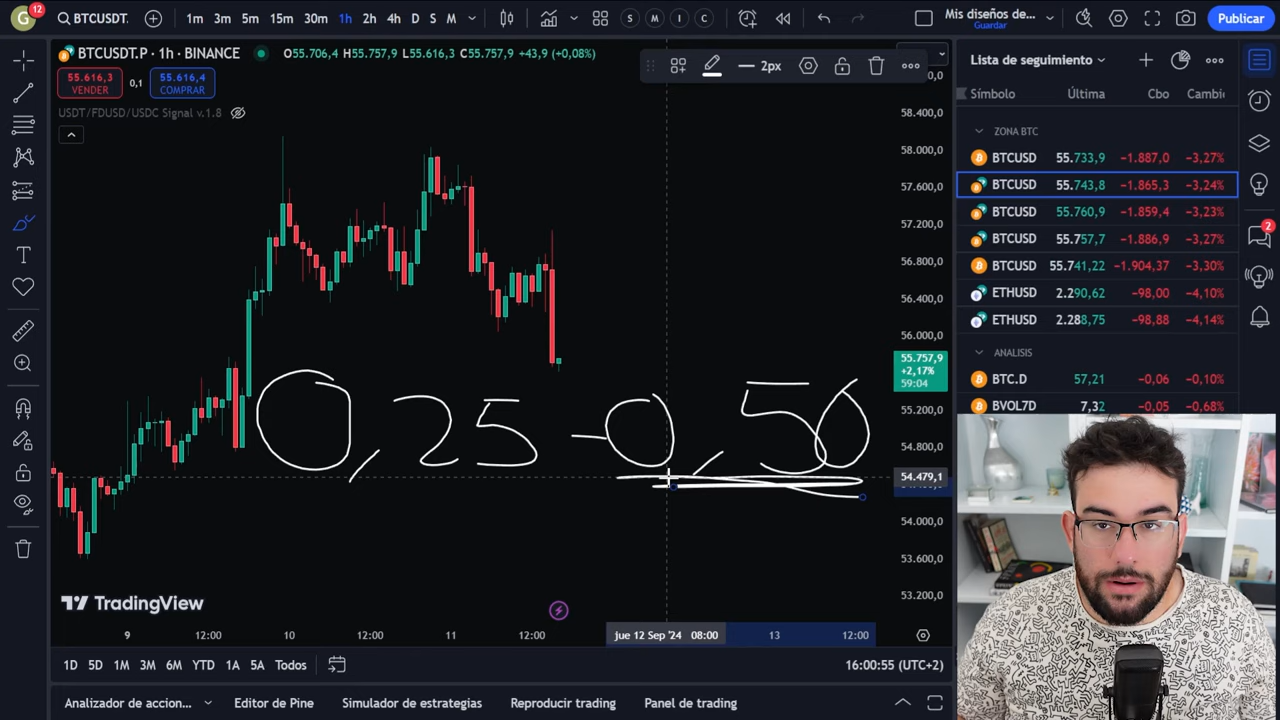 G 12 BTCUSDT. 1m 3m 5m 15m 30m 1h 2h 4h D S M S M I C Mis diseños de... Guardar Publicar
BTCUSDT.P · 1h · BINANCE O55.706,4 H55.757,9 L55.616,3 C55.757,9 +43,9 (+0,08%)
55.616,3 VENDER 0,1 55.616,4 COMPRAR
USDT/FDUSD/USDC Signal v.1.8
2px
58.400,0
58.000,0
57.600,0
57.200,0
56.800,0
56.400,0
56.000,0
55.757,9
+2,17%
59:04
55.200,0
54.800,0
54.479,1
54.000,0
53.600,0
53.200,0
0,25 - 0,50
TradingView
9 12:00 10 12:00 11 12:00 jue 12 Sep '24 08:00 13 12:00
1D 5D 1M 3M 6M YTD 1A 5A Todos 16:00:55 (UTC+2)
Analizador de accion... Editor de Pine Simulador de estrategias Reproducir trading Panel de trading
Lista de seguimiento
Símbolo Última Cbo Cambio
ZONA BTC
BTCUSD 55.733,9 −1.887,0 −3,27%
BTCUSD 55.743,8 −1.865,3 −3,24%
BTCUSD 55.760,9 −1.859,4 −3,23%
BTCUSD 55.757,7 −1.886,9 −3,27%
BTCUSD 55.741,22 −1.904,37 −3,30%
ETHUSD 2.290,62 −98,00 −4,10%
ETHUSD 2.288,75 −98,88 −4,14%
ANALISIS
BTC.D 57,21 −0,06 −0,10%
BVOL7D 7,32 −0,05 −0,68%
2